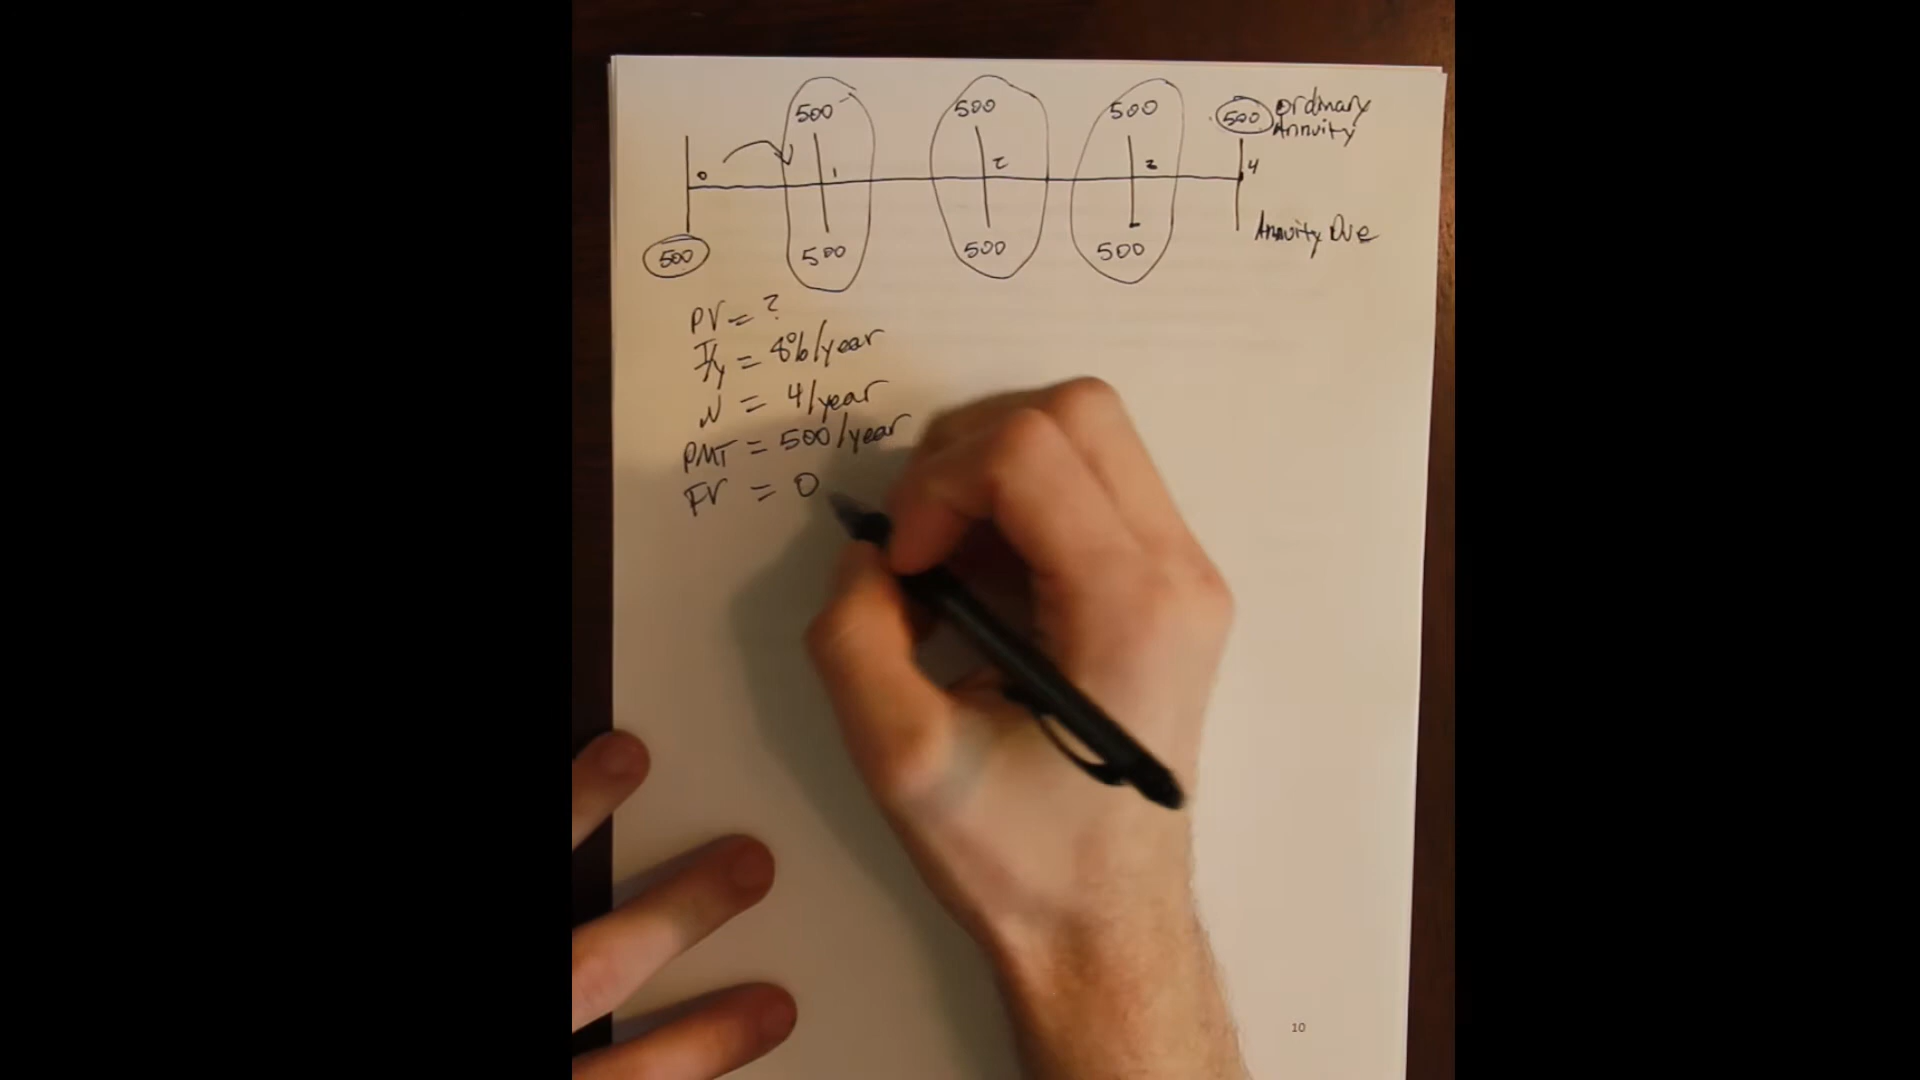 500 500 500 500 ordinary
Annuity
0 1 2 3 4
Annuity Due
500 500 500 500
PV = ?
I/y = 8%/year
N = 4/year
PMT = 500/year
FV = 0
10